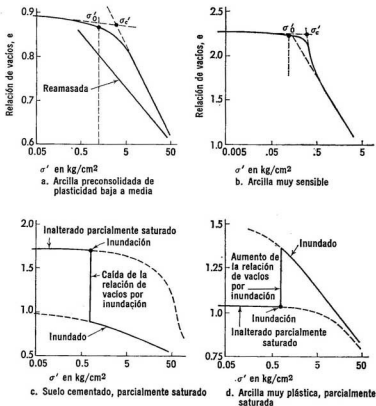 Relación de vacíos, e
0.9
0.8
0.7
0.6
σ'₀
σ'c
Reamasada
0.05
0.5
5
50
σ' en kg/cm2
a. Arcilla preconsolidada de
plasticidad baja a media
Relación de vacíos, e
2.5
2.0
1.5
1.0
σ'₀
σ'c
0.005
.05
.5
5
σ' en kg/cm2
b. Arcilla muy sensible
2.0
1.5
1.0
0.5
Inalterado parcialmente saturado
Inundación
Caída de la
relación de
vacíos por
inundación
Inundado
0.05
0.5
5
50
σ' en kg/cm2
c. Suelo cementado, parcialmente saturado
1.5
1.25
1.0
0.75
Inundado
Aumento de
la relación
de vacíos
por
inundación
Inundación
Inalterado parcialmente
saturado
0.05
0.5
5.0
50
σ' en kg/cm2
d. Arcilla muy plástica, parcialmente
saturada